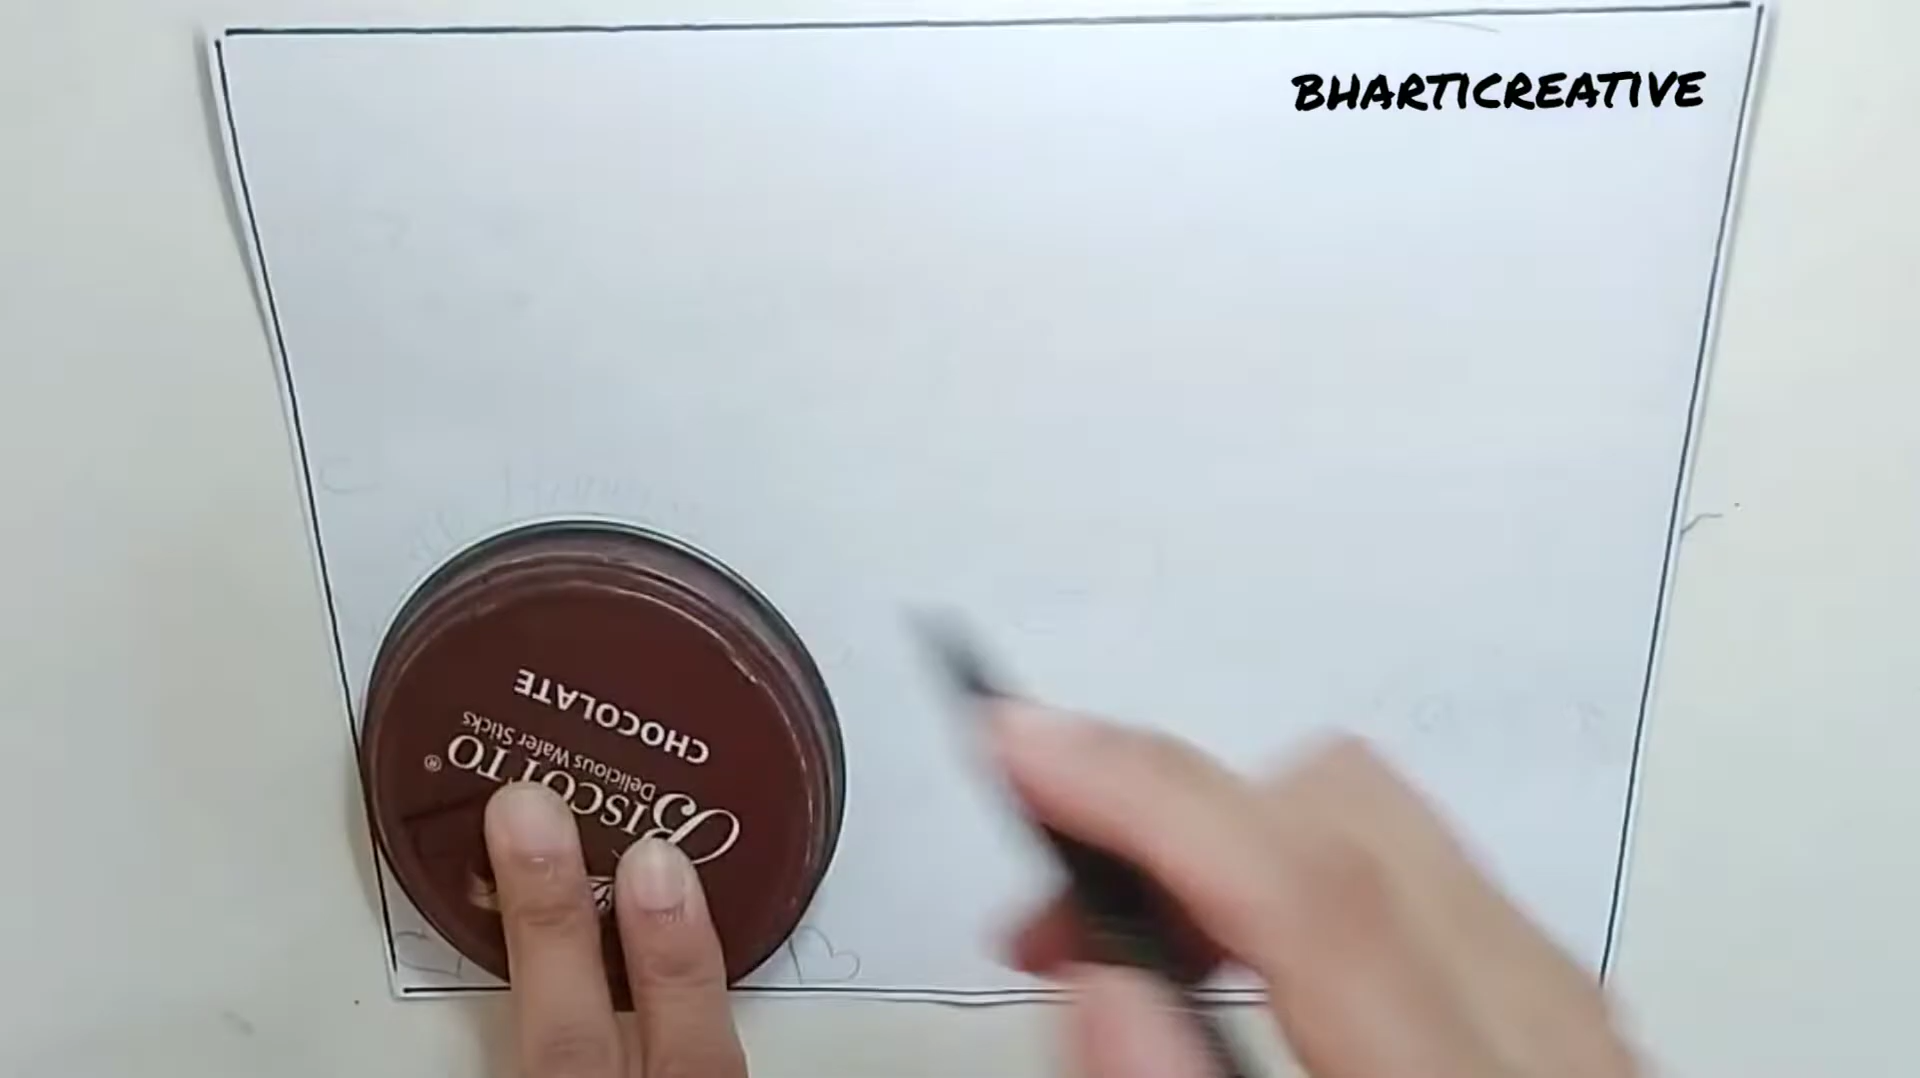 BHARTICREATIVE
CHOCOLATE
Delicious Wafer Sticks
BISCOTTO®